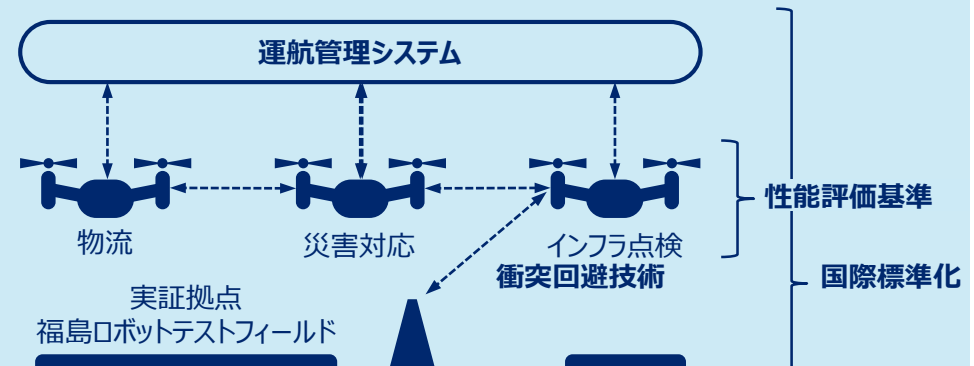 運航管理システム
性能評価基準
物流
災害対応
インフラ点検
衝突回避技術
国際標準化
実証拠点
福島ロボットテストフィールド